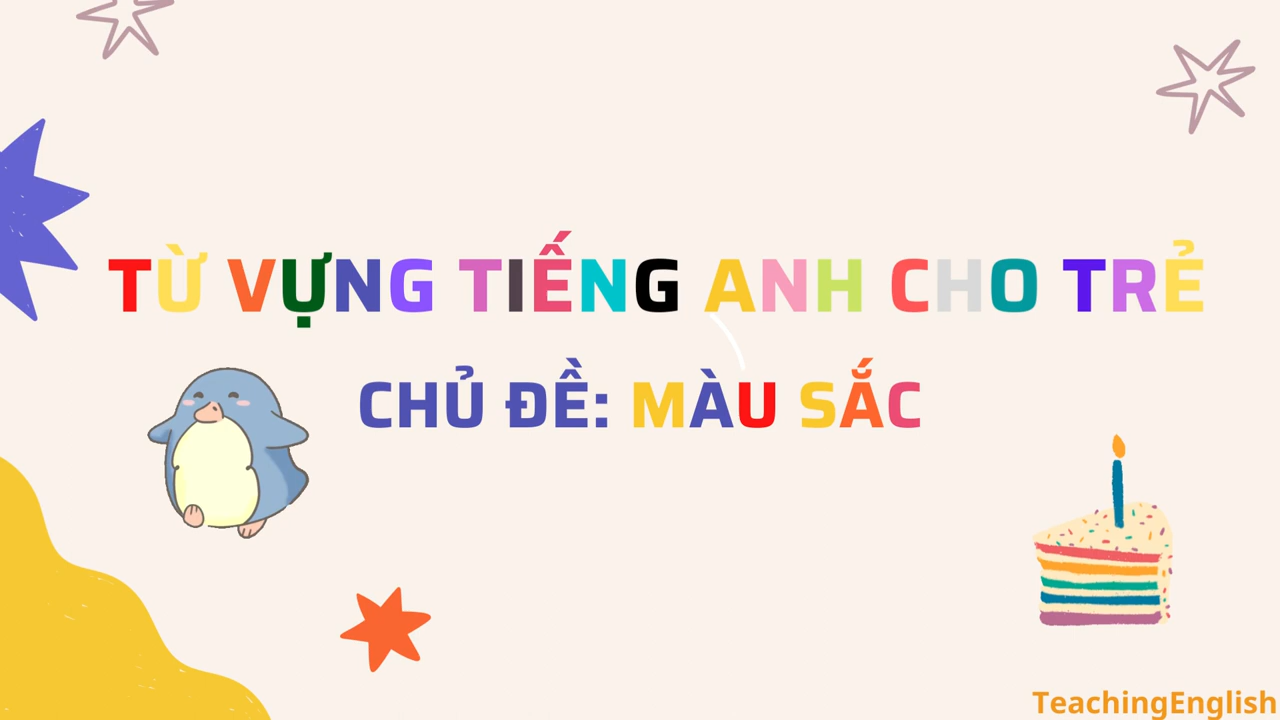 TỪ VỰNG TIẾNG ANH CHO TRẺ
CHỦ ĐỀ: MÀU SẮC
TeachingEnglish